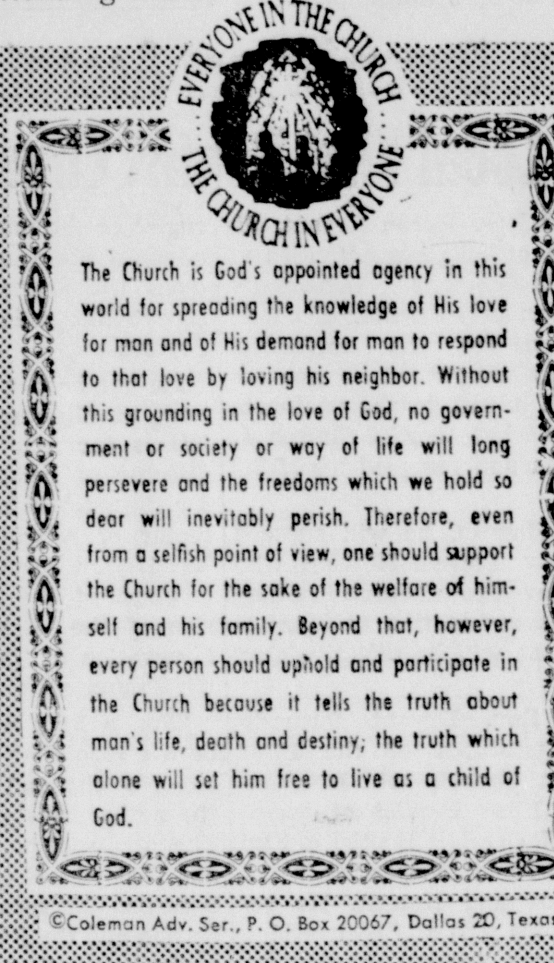 EVERYONE IN THE CHURCH
THE CHURCH IN EVERYONE
The Church is God's appointed agency in this
world for spreading the knowledge of His love
for man and of His demand for man to respond
to that love by loving his neighbor. Without
this grounding in the love of God, no govern-
ment or society or way of life will long
persevere and the freedoms which we hold so
dear will inevitably perish. Therefore, even
from a selfish point of view, one should support
the Church for the sake of the welfare of him-
self and his family. Beyond that, however,
every person should uphold and participate in
the Church because it tells the truth about
man's life, death and destiny; the truth which
alone will set him free to live as a child of
God.
©Coleman Adv. Ser., P. O. Box 20067, Dallas 20, Texas